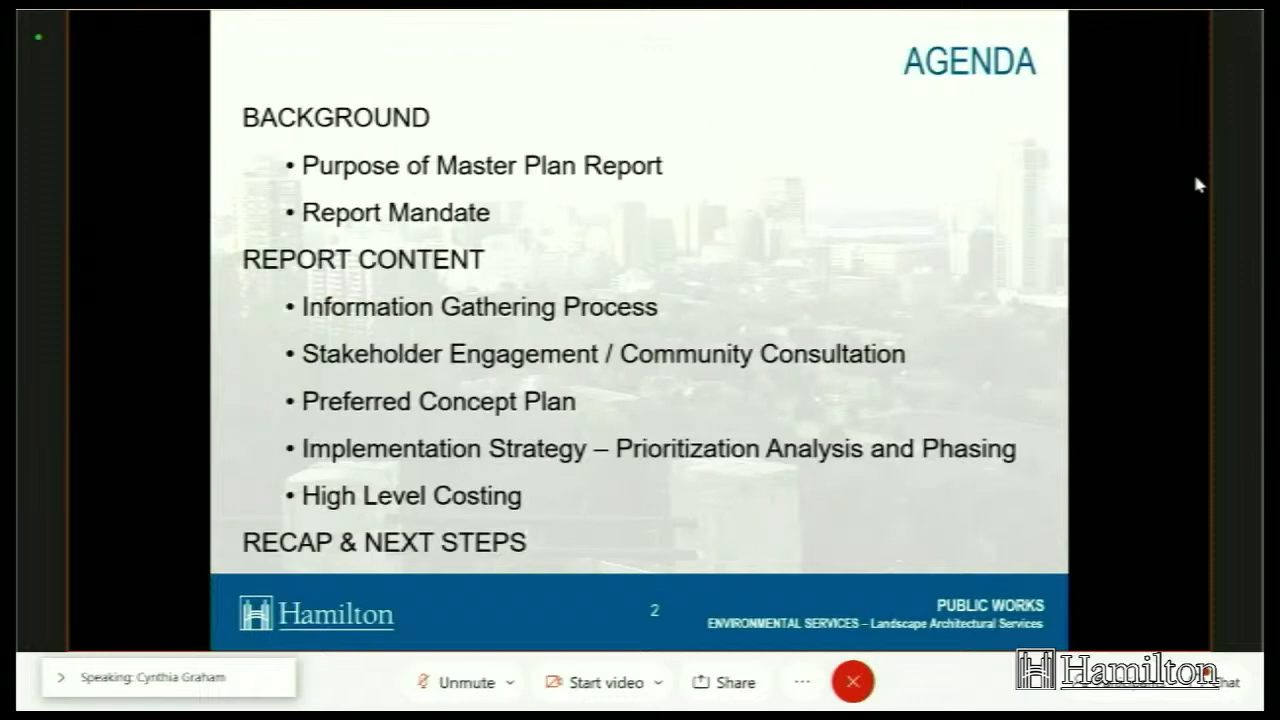 AGENDA
BACKGROUND
• Purpose of Master Plan Report
• Report Mandate
REPORT CONTENT
• Information Gathering Process
• Stakeholder Engagement / Community Consultation
• Preferred Concept Plan
• Implementation Strategy – Prioritization Analysis and Phasing
• High Level Costing
RECAP & NEXT STEPS
Hamilton
2
PUBLIC WORKS
ENVIRONMENTAL SERVICES – Landscape Architectural Services
Speaking: Cynthia Graham
Unmute
Start video
Share
Hamilton